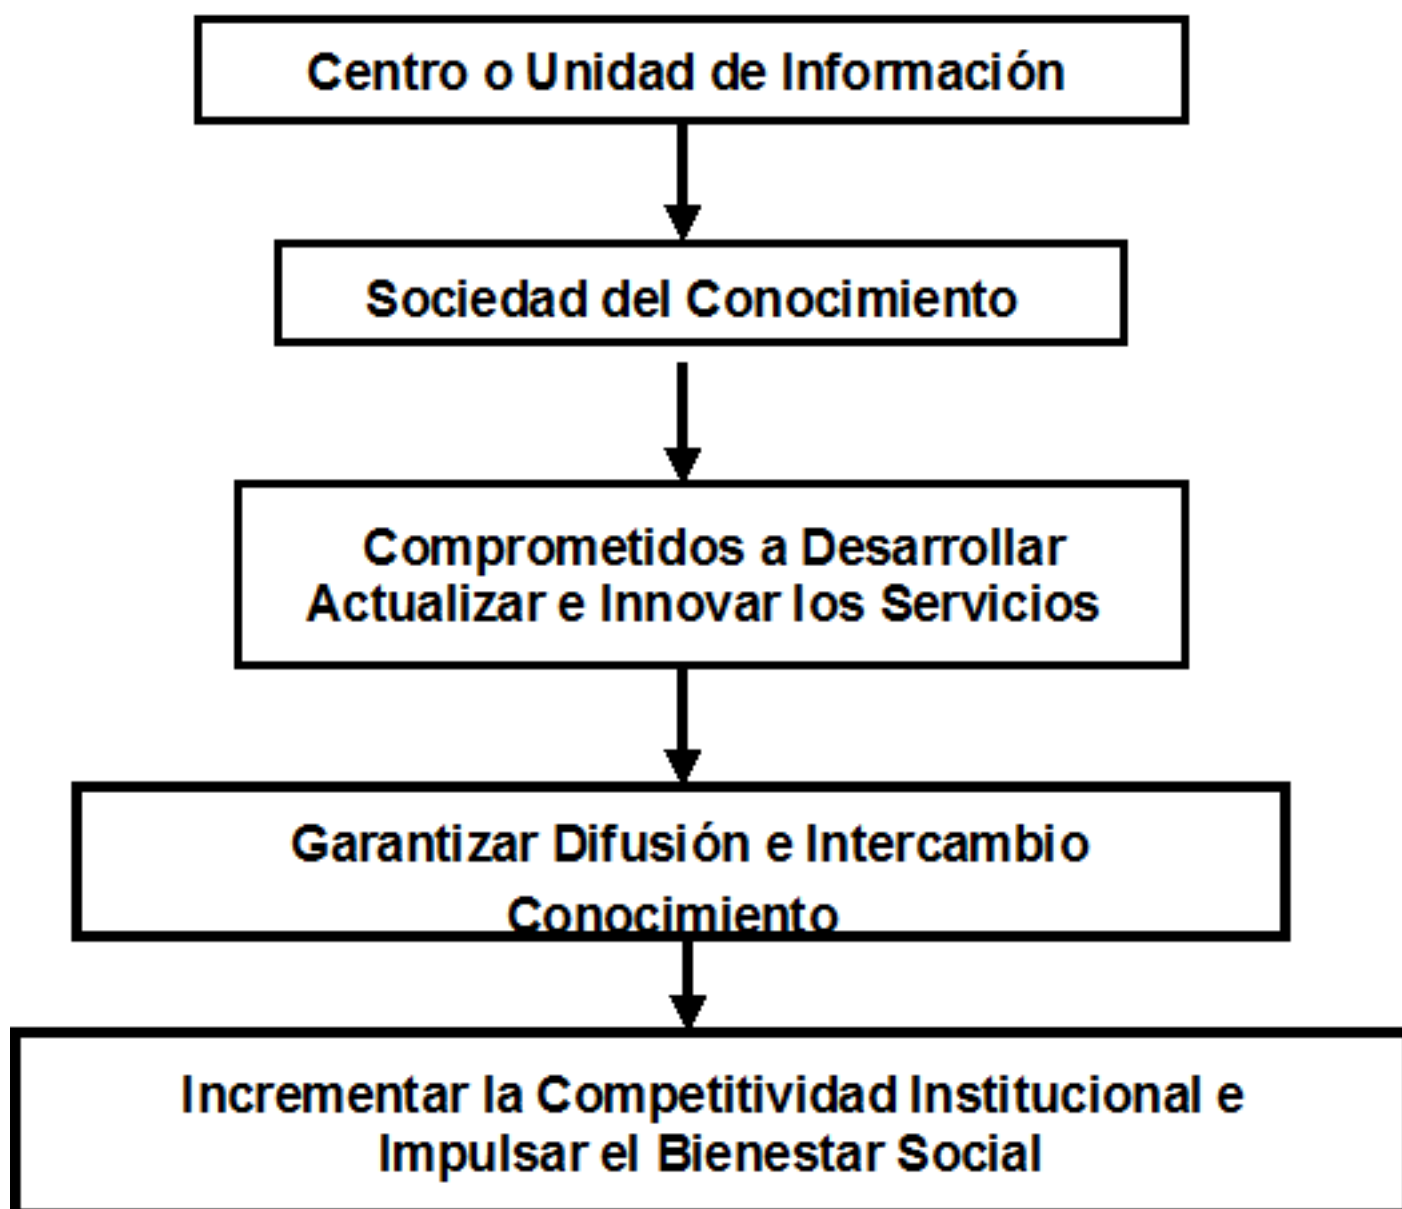 Centro o Unidad de Información
Sociedad del Conocimiento
Comprometidos a Desarrollar
Actualizar e Innovar los Servicios
Garantizar Difusión e Intercambio
Conocimiento
Incrementar la Competitividad Institucional e
Impulsar el Bienestar Social